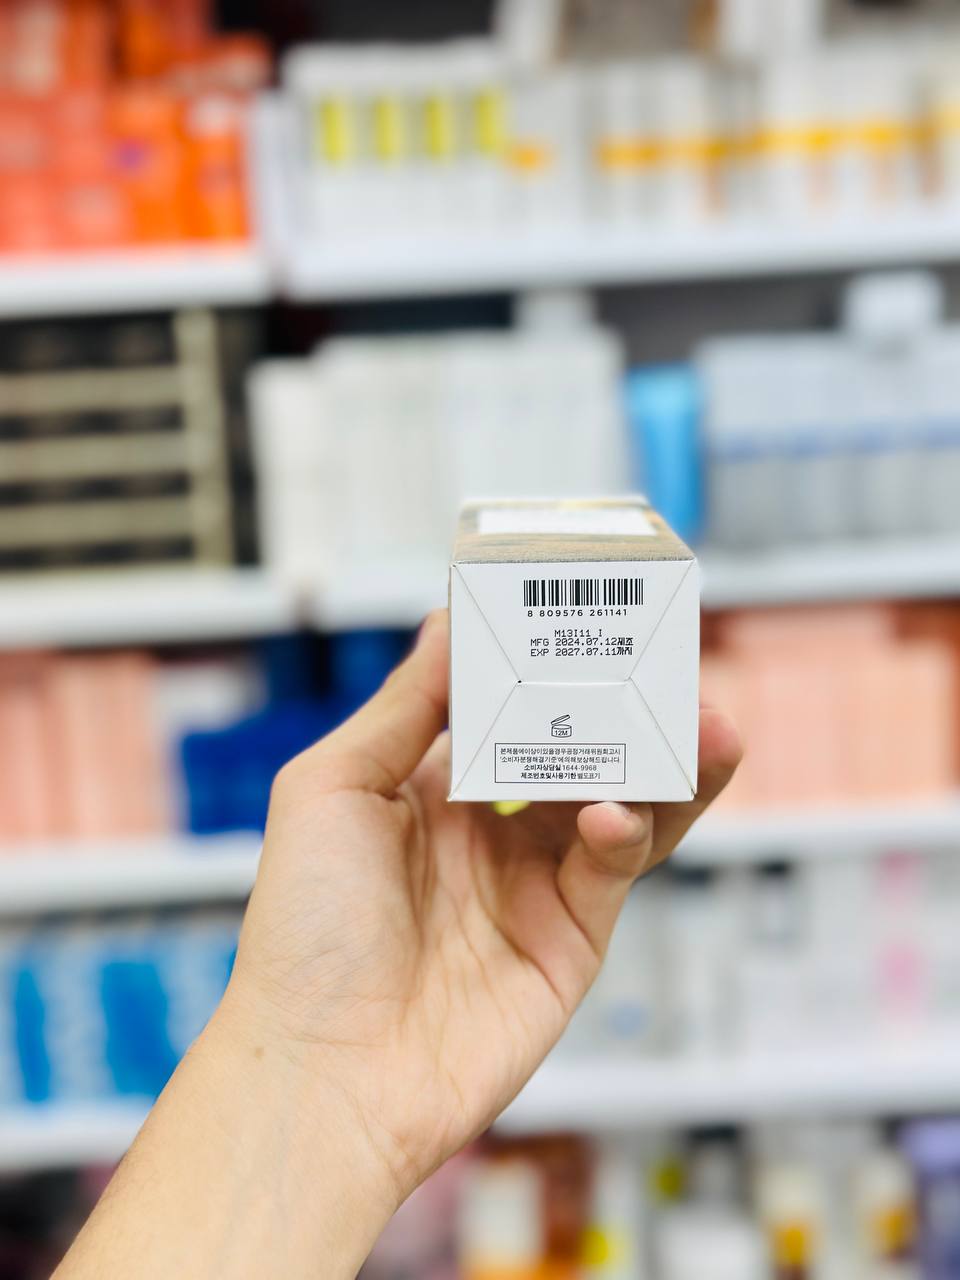 8 809576 261141
M13I11 I
MFG 2024.07.12제조
EXP 2027.07.11까지
12M
본제품에이상이있을경우공정거래위원회고시
'소비자분쟁해결기준'에의해보상해드립니다.
소비자상담실 1644-9968
제조번호및사용기한 별도표기